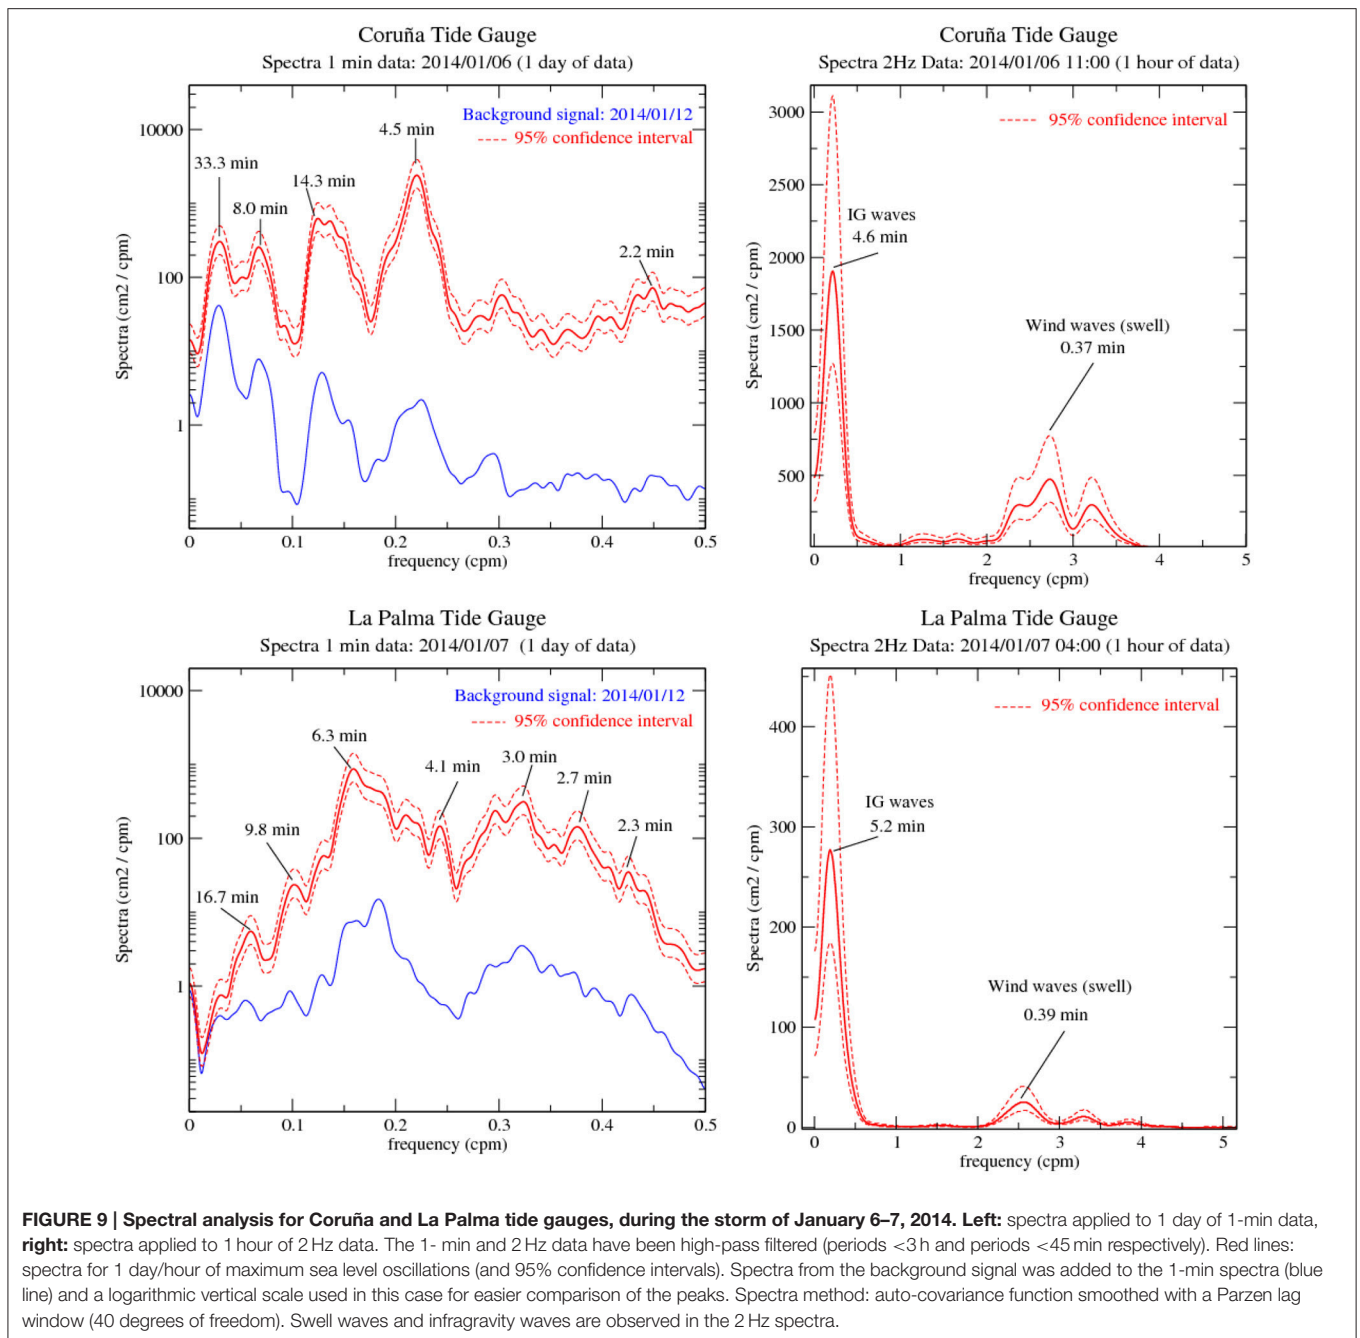 Coruña Tide Gauge
Spectra 1 min data: 2014/01/06 (1 day of data)
Background signal: 2014/01/12
95% confidence interval
10000
100
1
Spectra (cm2 / cpm)
33.3 min
8.0 min
14.3 min
4.5 min
2.2 min
0 0.1 0.2 0.3 0.4 0.5
frequency (cpm)
Coruña Tide Gauge
Spectra 2Hz Data: 2014/01/06 11:00 (1 hour of data)
95% confidence interval
3000
2500
2000
1500
1000
500
Spectra (cm2 / cpm)
IG waves
4.6 min
Wind waves (swell)
0.37 min
0 1 2 3 4 5
frequency (cpm)
La Palma Tide Gauge
Spectra 1 min data: 2014/01/07 (1 day of data)
Background signal: 2014/01/12
95% confidence interval
10000
100
1
Spectra (cm2 / cpm)
16.7 min
9.8 min
6.3 min
4.1 min
3.0 min
2.7 min
2.3 min
0 0.1 0.2 0.3 0.4 0.5
frequency (cpm)
La Palma Tide Gauge
Spectra 2Hz Data: 2014/01/07 04:00 (1 hour of data)
95% confidence interval
400
300
200
100
0
Spectra (cm2 / cpm)
IG waves
5.2 min
Wind waves (swell)
0.39 min
0 1 2 3 4 5
frequency (cpm)
FIGURE 9 | Spectral analysis for Coruña and La Palma tide gauges, during the storm of January 6–7, 2014. Left: spectra applied to 1 day of 1-min data,
right: spectra applied to 1 hour of 2 Hz data. The 1- min and 2 Hz data have been high-pass filtered (periods <3 h and periods <45 min respectively). Red lines:
spectra for 1 day/hour of maximum sea level oscillations (and 95% confidence intervals). Spectra from the background signal was added to the 1-min spectra (blue
line) and a logarithmic vertical scale used in this case for easier comparison of the peaks. Spectra method: auto-covariance function smoothed with a Parzen lag
window (40 degrees of freedom). Swell waves and infragravity waves are observed in the 2 Hz spectra.